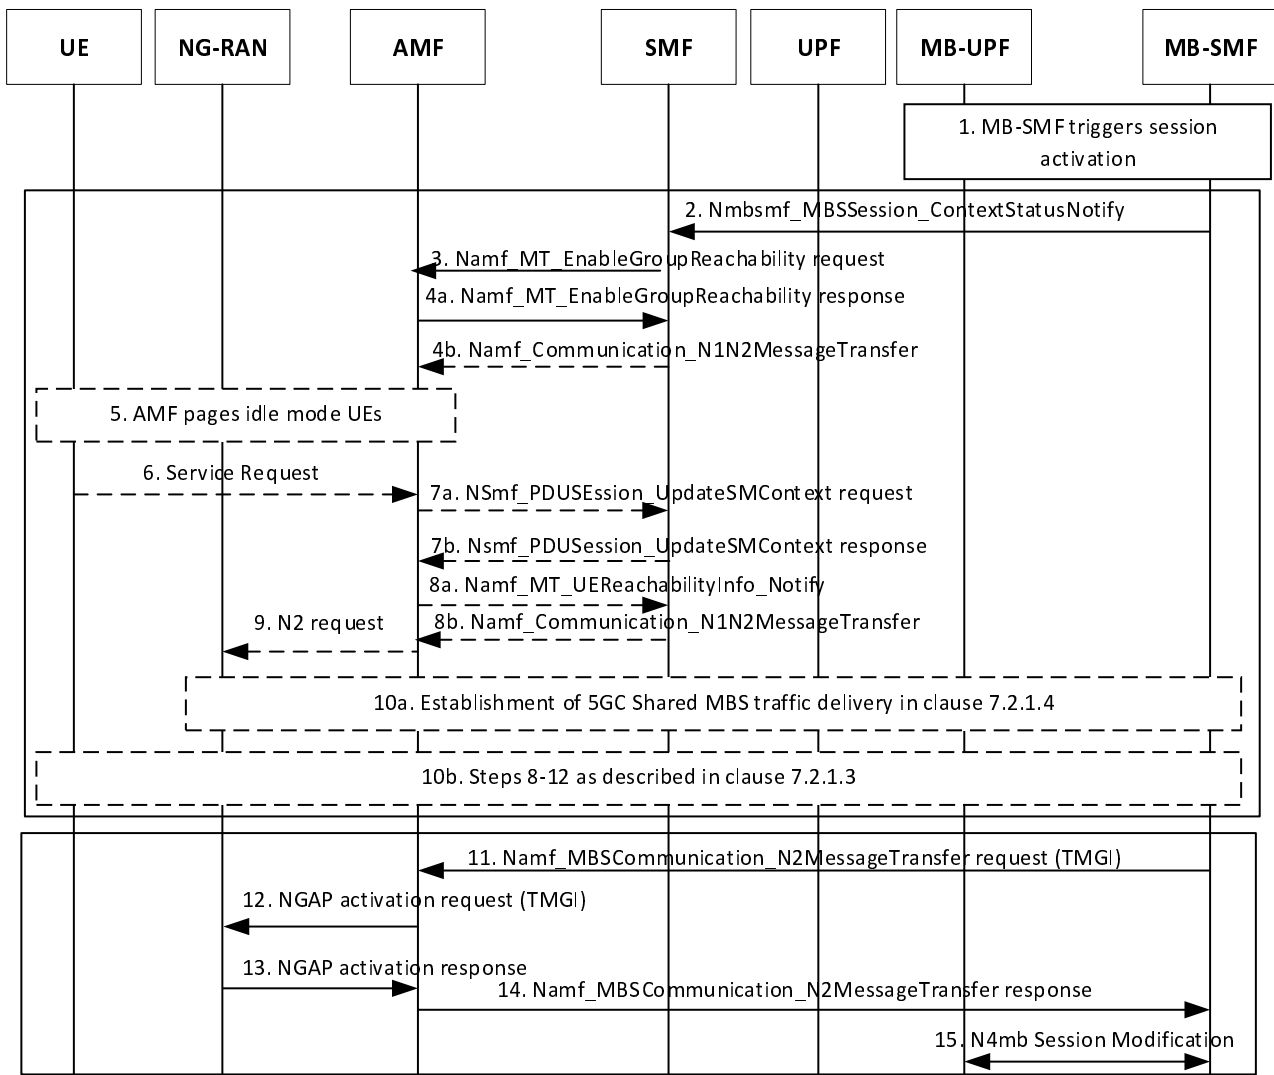 UE
NG-RAN
AMF
SMF
UPF
MB-UPF
MB-SMF
1. MB-SMF triggers session
activation
2. Nmbsmf_MBSSession_ContextStatusNotify
3. Namf_MT_EnableGroupReachability request
4a. Namf_MT_EnableGroupReachability response
4b. Namf_Communication_N1N2MessageTransfer
5. AMF pages idle mode UEs
6. Service Request
7a. NSmf_PDUSEssion_UpdateSMContext request
7b. Nsmf_PDUSession_UpdateSMContext response
8a. Namf_MT_UEReachabilityInfo_Notify
8b. Namf_Communication_N1N2MessageTransfer
9. N2 request
10a. Establishment of 5GC Shared MBS traffic delivery in clause 7.2.1.4
10b. Steps 8-12 as described in clause 7.2.1.3
11. Namf_MBSCommunication_N2MessageTransfer request (TMGI)
12. NGAP activation request (TMGI)
13. NGAP activation response
14. Namf_MBSCommunication_N2MessageTransfer response
15. N4mb Session Modification